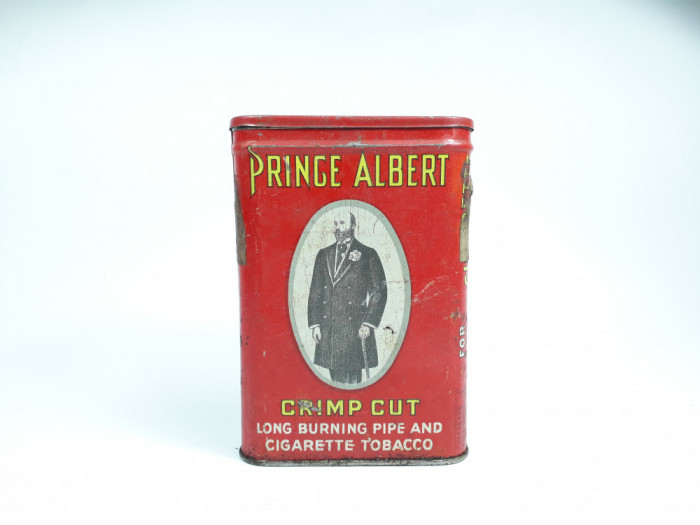 PRINCE ALBERT
CRIMP CUT
LONG BURNING PIPE AND
CIGARETTE TOBACCO
FOR